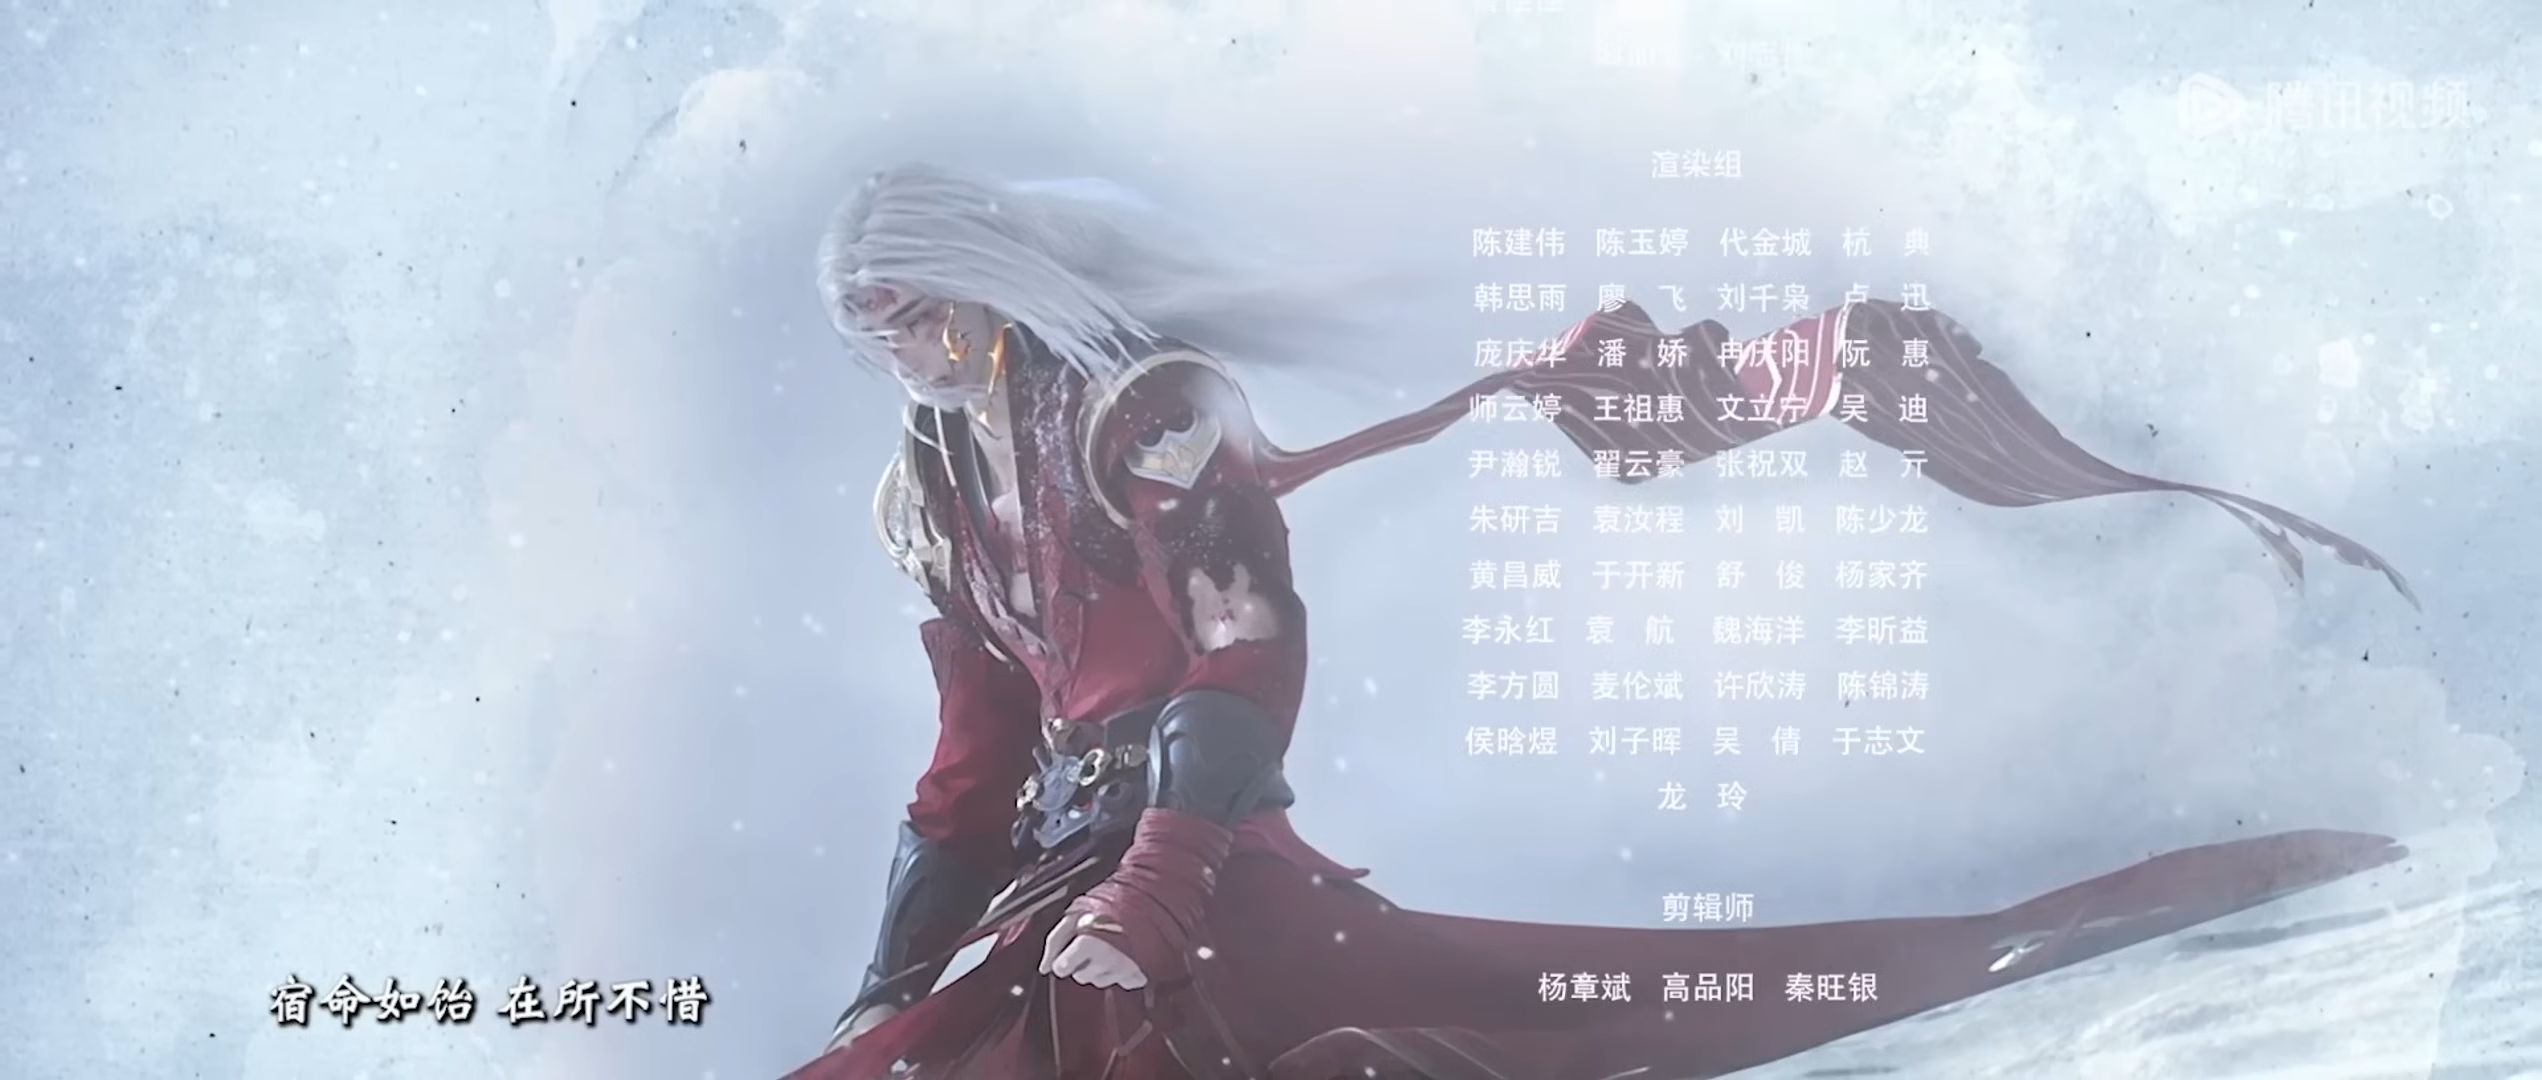 腾讯视频
渲染组
陈建伟 陈玉婷 代金城 杭 典
韩思雨 廖 飞 刘千枭 卢 迅
庞庆华 潘 娇 冉庆阳 阮 惠
师云婷 王祖惠 文立宁 吴 迪
尹瀚锐 翟云豪 张祝双 赵 亓
朱研吉 袁汝程 刘 凯 陈少龙
黄昌威 于开新 舒 俊 杨家齐
李永红 袁 航 魏海洋 李昕益
李方圆 麦伦斌 许欣涛 陈锦涛
侯晗煜 刘子晖 吴 倩 于志文
龙 玲
剪辑师
杨章斌 高品阳 秦旺银
宿命如饴 在所不惜